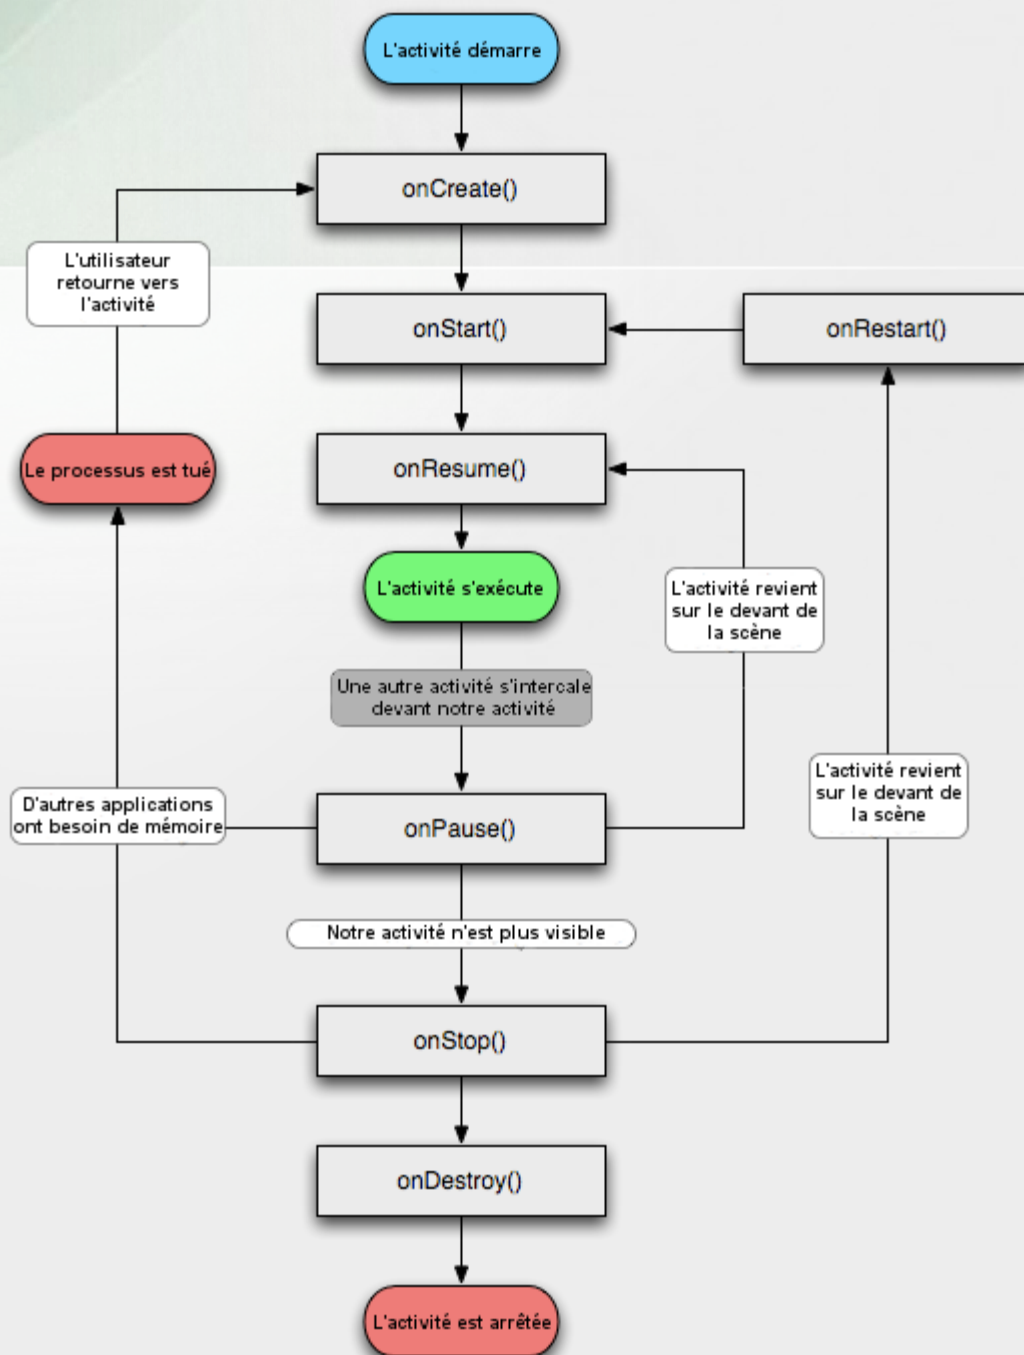 L'activité démarre
onCreate()
L'utilisateur
retourne vers
l'activité
onStart()
onRestart()
Le processus est tué
onResume()
L'activité s'exécute
L'activité revient
sur le devant de
la scène
Une autre activité s'intercale
devant notre activité
L'activité revient
sur le devant de
la scène
D'autres applications
ont besoin de mémoire
onPause()
Notre activité n'est plus visible
onStop()
onDestroy()
L'activité est arrêtée